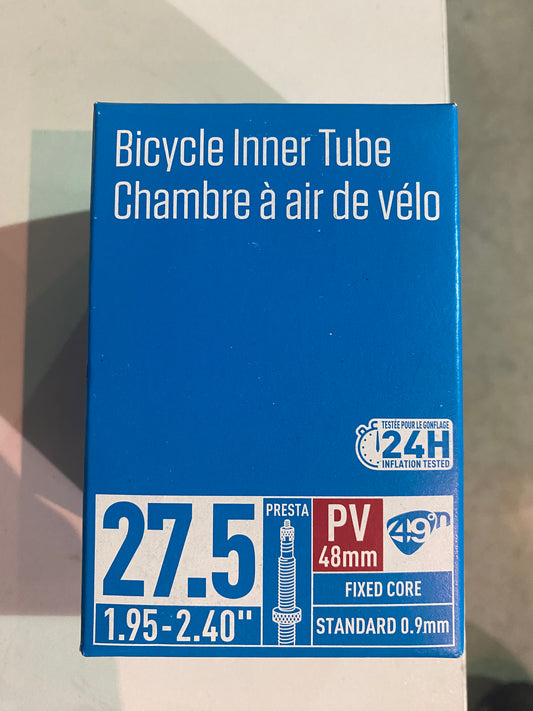 Bicycle Inner Tube
Chambre à air de vélo
TESTÉE POUR LE GONFLAGE
24H
INFLATION TESTED
27.5
1.95-2.40"
PRESTA
PV
48mm
49°n
FIXED CORE
STANDARD 0.9mm